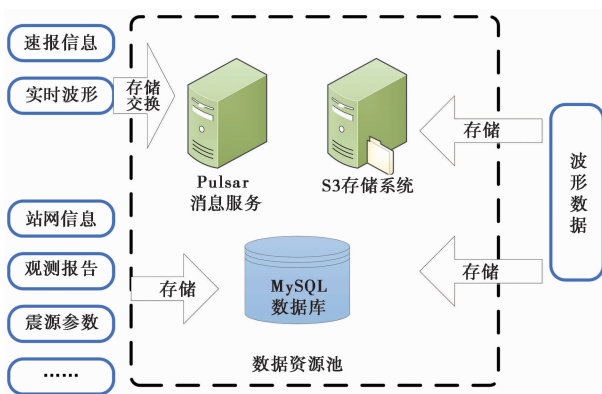 速报信息
实时波形
存储
交换
Pulsar
消息服务
S3存储系统
存储
波
形
数
据
站网信息
观测报告
震源参数
……
存储
MySQL
数据库
存储
数据资源池